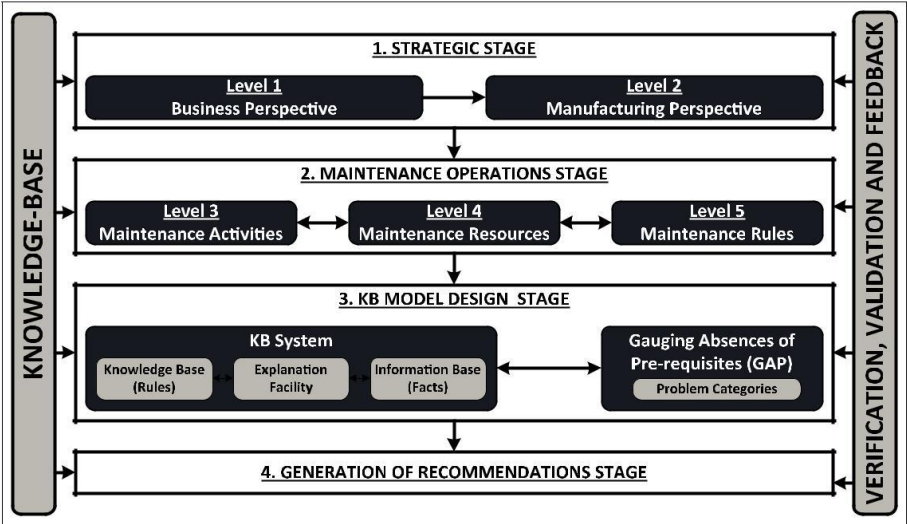 KNOWLEDGE-BASE
1. STRATEGIC STAGE
Level 1
Business Perspective
Level 2
Manufacturing Perspective
2. MAINTENANCE OPERATIONS STAGE
Level 3
Maintenance Activities
Level 4
Maintenance Resources
Level 5
Maintenance Rules
3. KB MODEL DESIGN STAGE
KB System
Knowledge Base
(Rules)
Explanation
Facility
Information Base
(Facts)
Gauging Absences of
Pre-requisites (GAP)
Problem Categories
4. GENERATION OF RECOMMENDATIONS STAGE
VERIFICATION, VALIDATION AND FEEDBACK